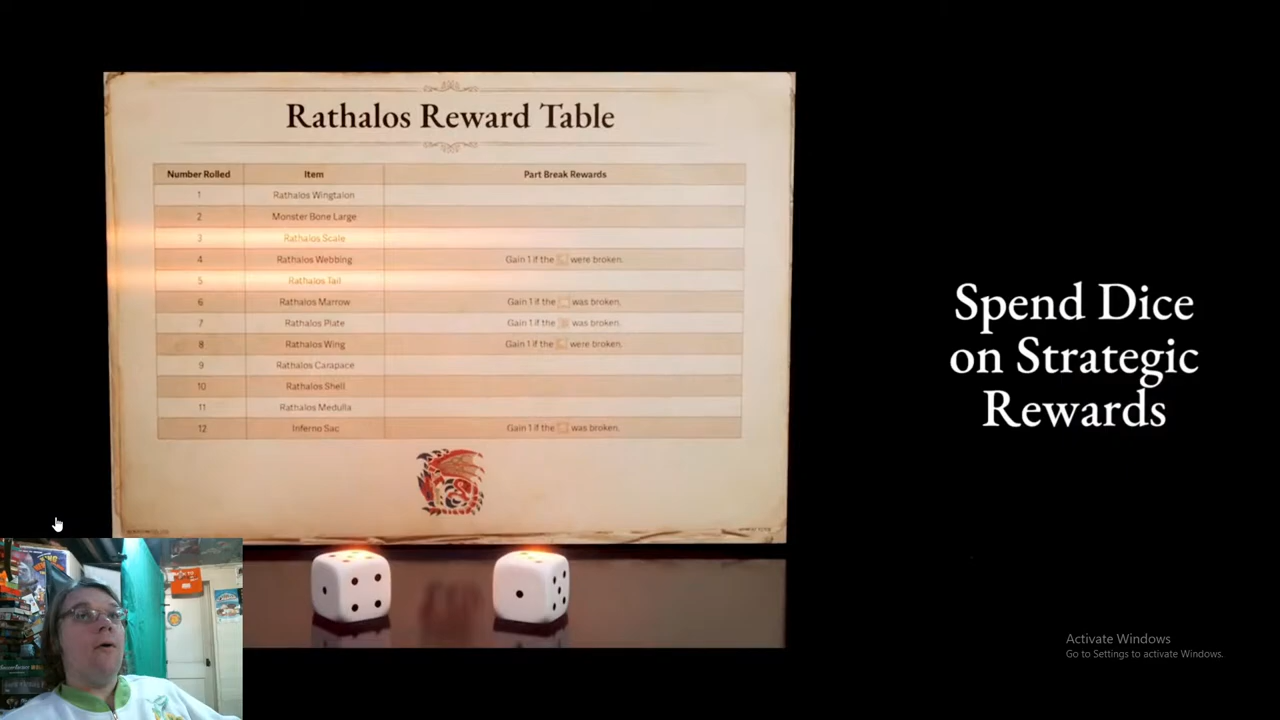 Rathalos Reward Table
Number Rolled Item Part Break Rewards
1 Rathalos Wingtalon
2 Monster Bone Large
3 Rathalos Scale
4 Rathalos Webbing Gain 1 if the were broken.
5 Rathalos Tail
6 Rathalos Marrow Gain 1 if the was broken.
7 Rathalos Plate Gain 1 if the was broken.
8 Rathalos Wing Gain 1 if the were broken.
9 Rathalos Carapace
10 Rathalos Shell
11 Rathalos Medulla
12 Inferno Sac Gain 1 if the was broken.
Spend Dice
on Strategic
Rewards
Activate Windows
Go to Settings to activate Windows.